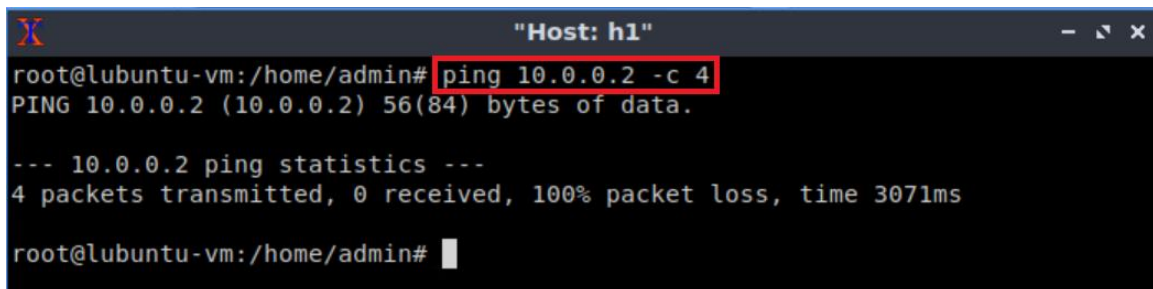 "Host: h1"
root@lubuntu-vm:/home/admin# ping 10.0.0.2 -c 4
PING 10.0.0.2 (10.0.0.2) 56(84) bytes of data.
--- 10.0.0.2 ping statistics ---
4 packets transmitted, 0 received, 100% packet loss, time 3071ms
root@lubuntu-vm:/home/admin#